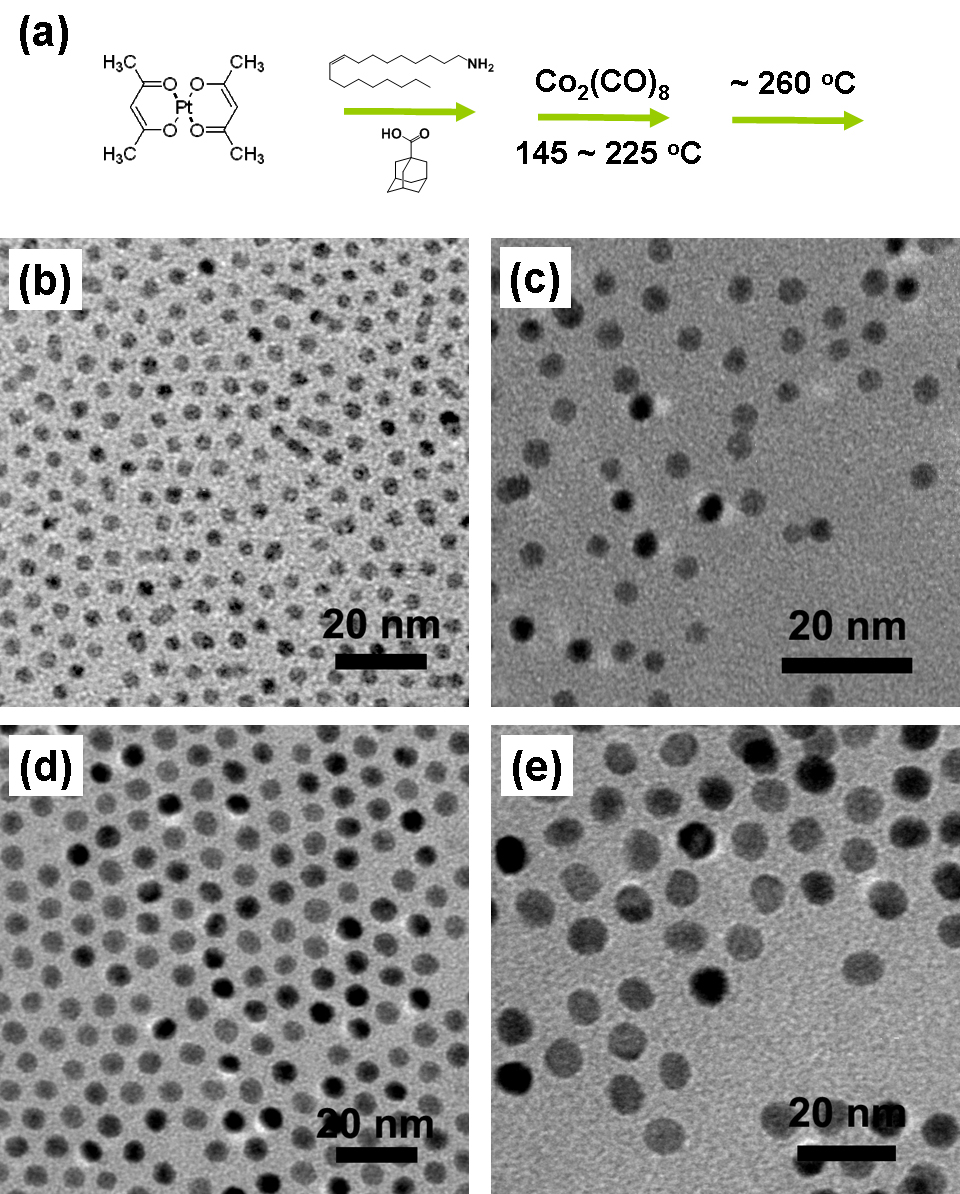 (a)
H₃C
CH₃
O
O
Pt
O
O
H₃C
CH₃
NH₂
HO
O
Co₂(CO)₈
145 ~ 225 ºC
~ 260 ºC
(b)
20 nm
(c)
20 nm
(d)
20 nm
(e)
20 nm